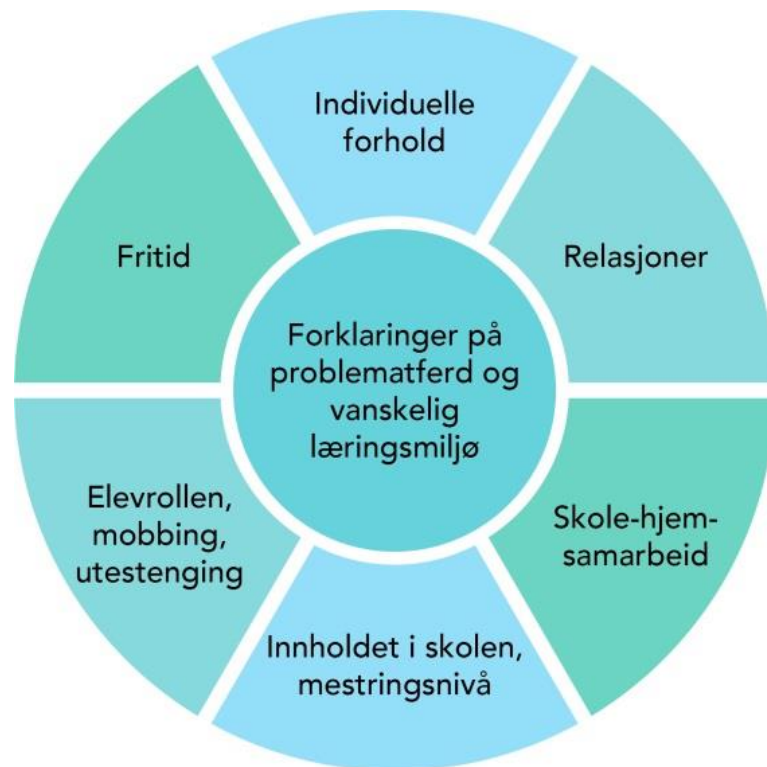 Individuelle
forhold
Relasjoner
Skole-hjem-
samarbeid
Innholdet i skolen,
mestringsnivå
Elevrollen,
mobbing,
utestenging
Fritid
Forklaringer på
problematferd og
vanskelig
læringsmiljø